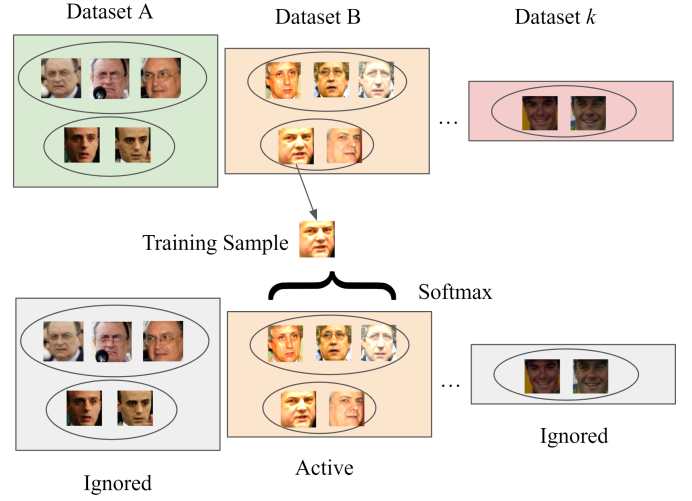 Dataset A
Dataset B
Dataset k
...
Training Sample
Softmax
...
Ignored
Active
Ignored